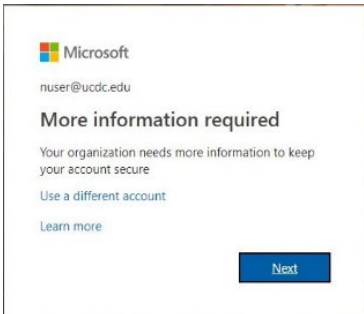 Microsoft
nuser@ucdc.edu
More information required
Your organization needs more information to keep
your account secure
Use a different account
Learn more
Next